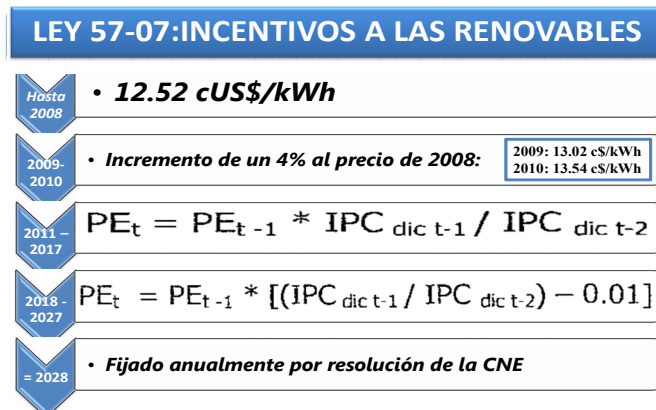 LEY 57-07:INCENTIVOS A LAS RENOVABLES
Hasta
2008
• 12.52 cUS$/kWh
2009-
2010
• Incremento de un 4% al precio de 2008:
2009: 13.02 c$/kWh
2010: 13.54 c$/kWh
2011 –
2017
PEt = PEt -1 * IPC dic t-1 / IPC dic t-2
2018 -
2027
PEt = PEt -1 * [(IPC dic t-1 / IPC dic t-2) – 0.01]
= 2028
• Fijado anualmente por resolución de la CNE